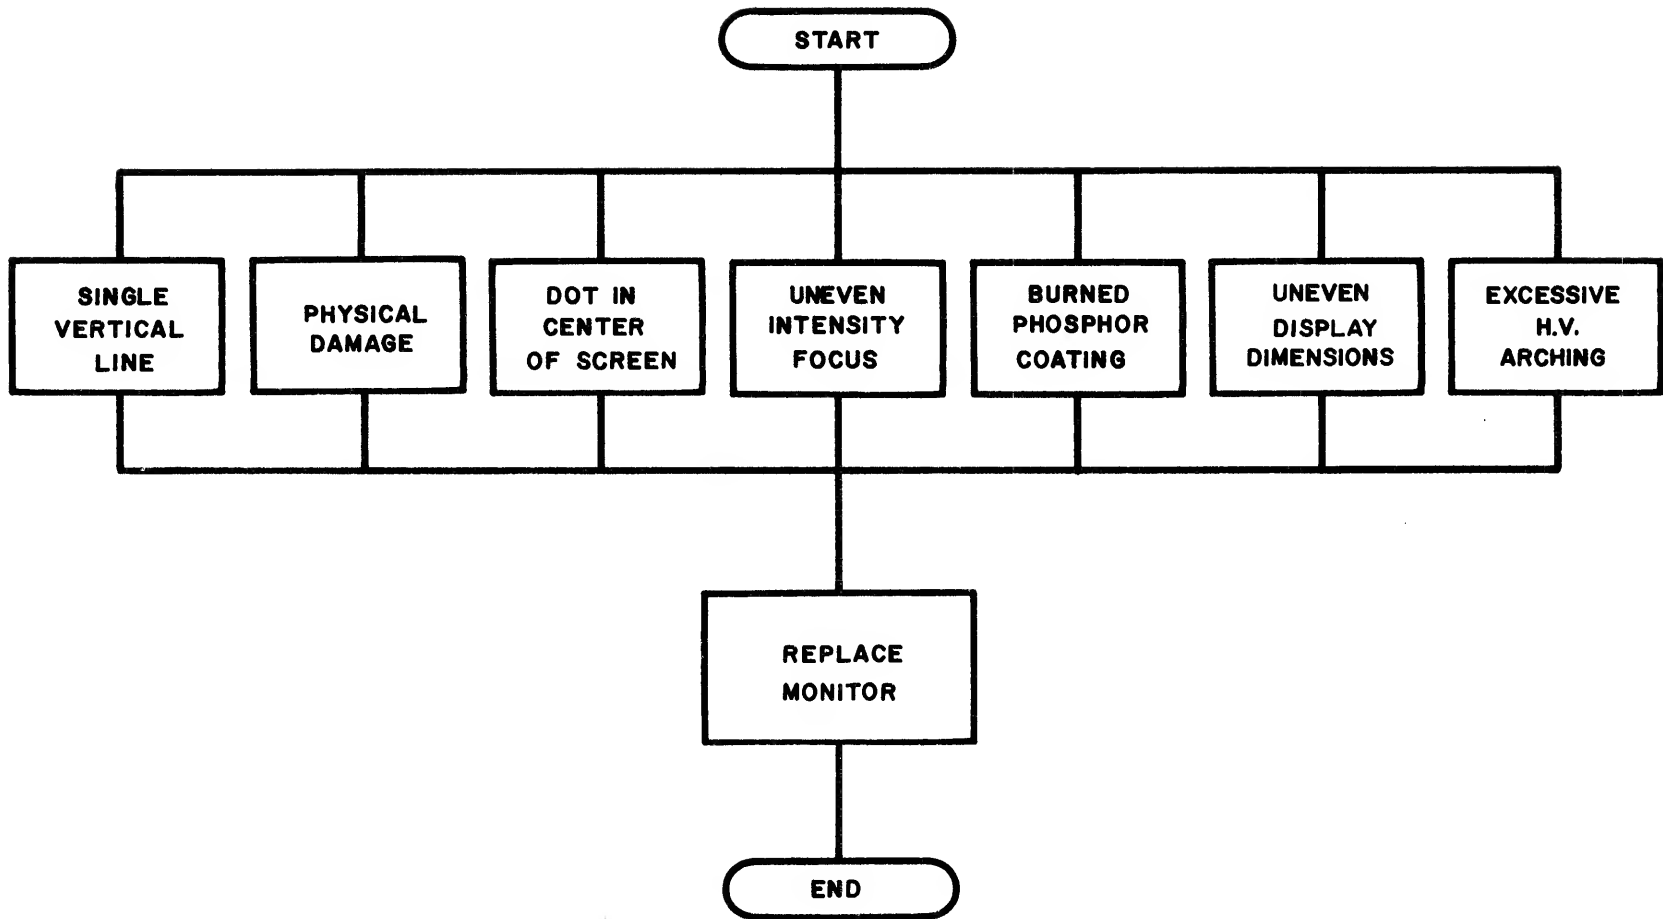 START
SINGLE
VERTICAL
LINE
PHYSICAL
DAMAGE
DOT IN
CENTER
OF SCREEN
UNEVEN
INTENSITY
FOCUS
BURNED
PHOSPHOR
COATING
UNEVEN
DISPLAY
DIMENSIONS
EXCESSIVE
H.V.
ARCHING
REPLACE
MONITOR
END